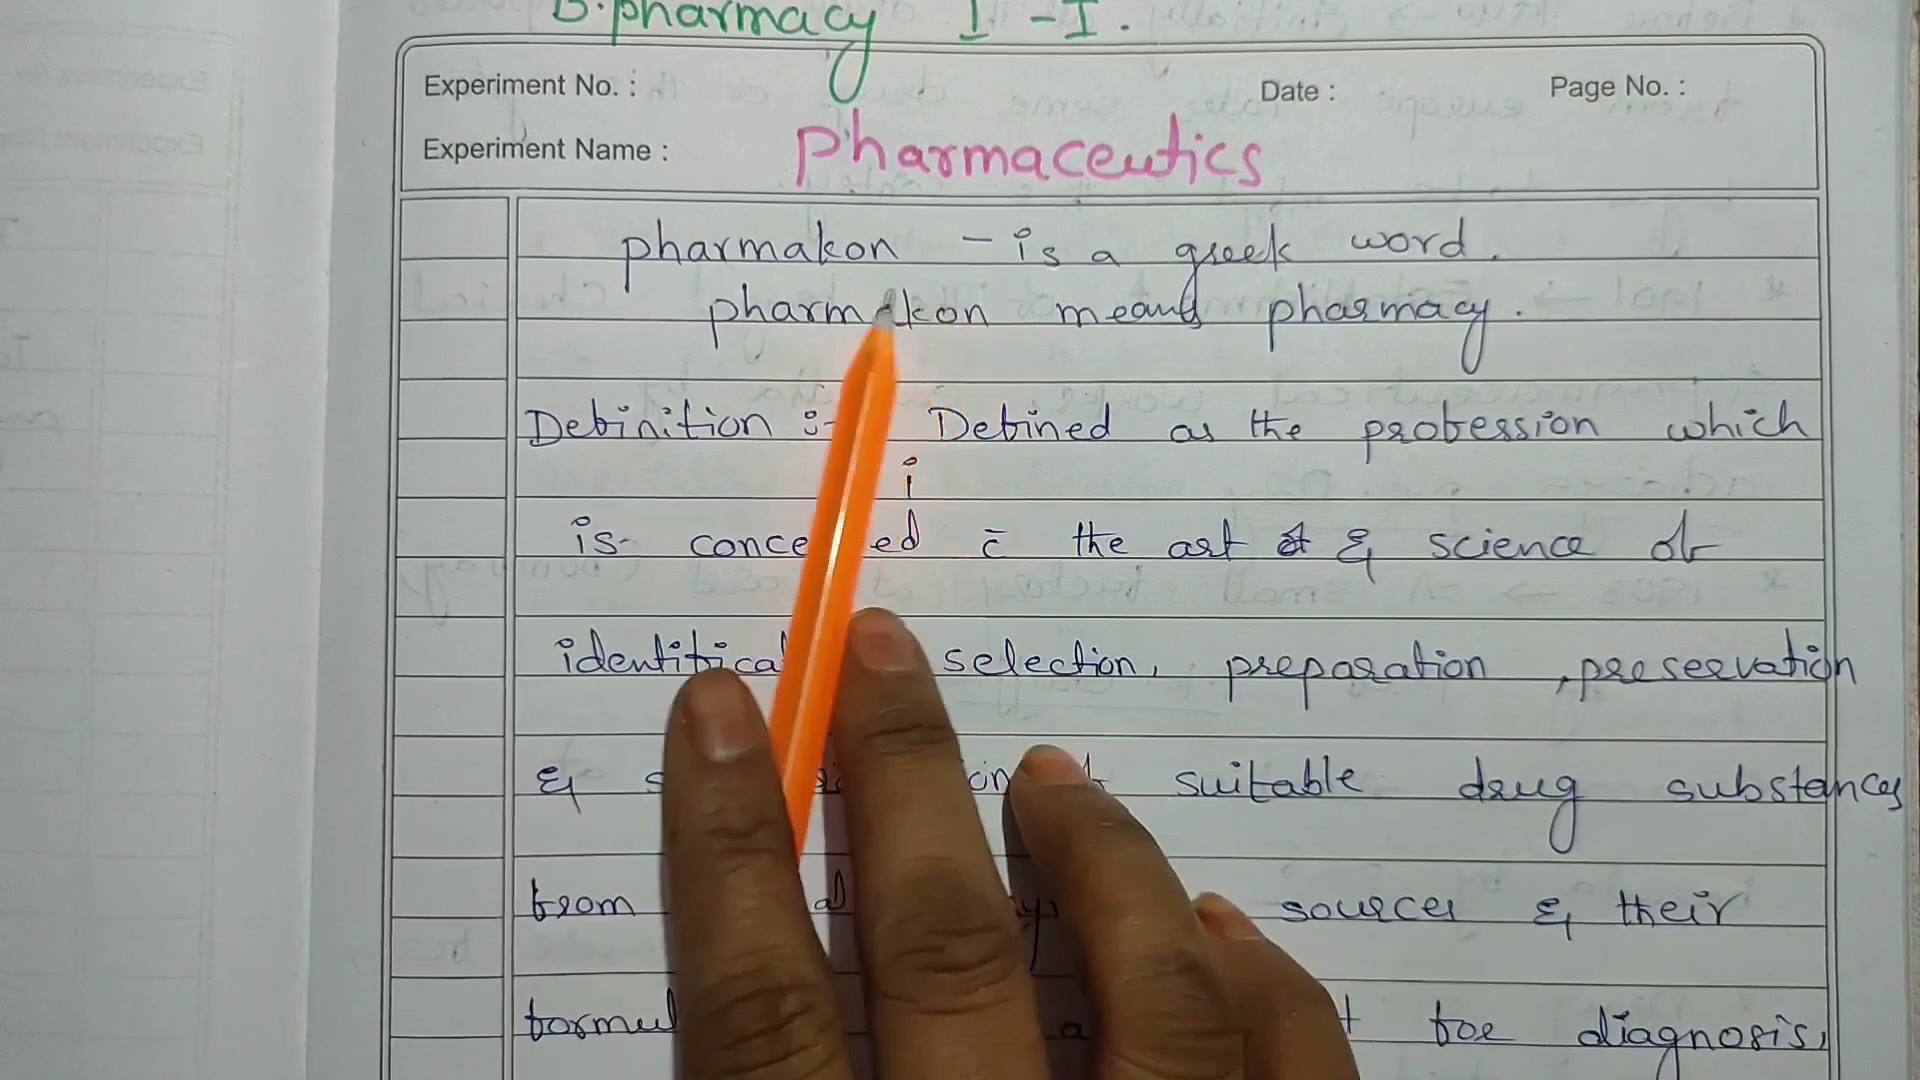 B.pharmacy I - I.
Experiment No. : Date : Page No. :
Experiment Name : Pharmaceutics
pharmakon - is a greek word.
pharmakon means pharmacy.
Definition :- Defined as the profession which
is conce ed c̄ the art & science of
selection, preparation, preservation
& suitable drug substances
from sources & their
for diagnosis,